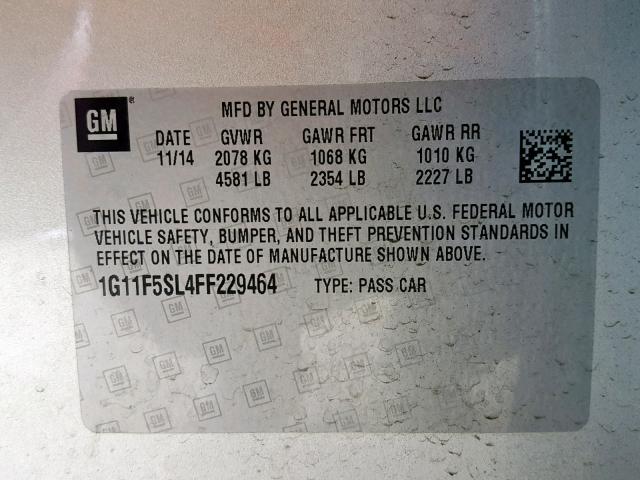 GM ® MFD BY GENERAL MOTORS LLC
DATE GVWR GAWR FRT GAWR RR
11/14 2078 KG 1068 KG 1010 KG
4581 LB 2354 LB 2227 LB
THIS VEHICLE CONFORMS TO ALL APPLICABLE U.S. FEDERAL MOTOR
VEHICLE SAFETY, BUMPER, AND THEFT PREVENTION STANDARDS IN
EFFECT ON THE DATE OF MANUFACTURE SHOWN ABOVE.
1G11F5SL4FF229464 TYPE: PASS CAR